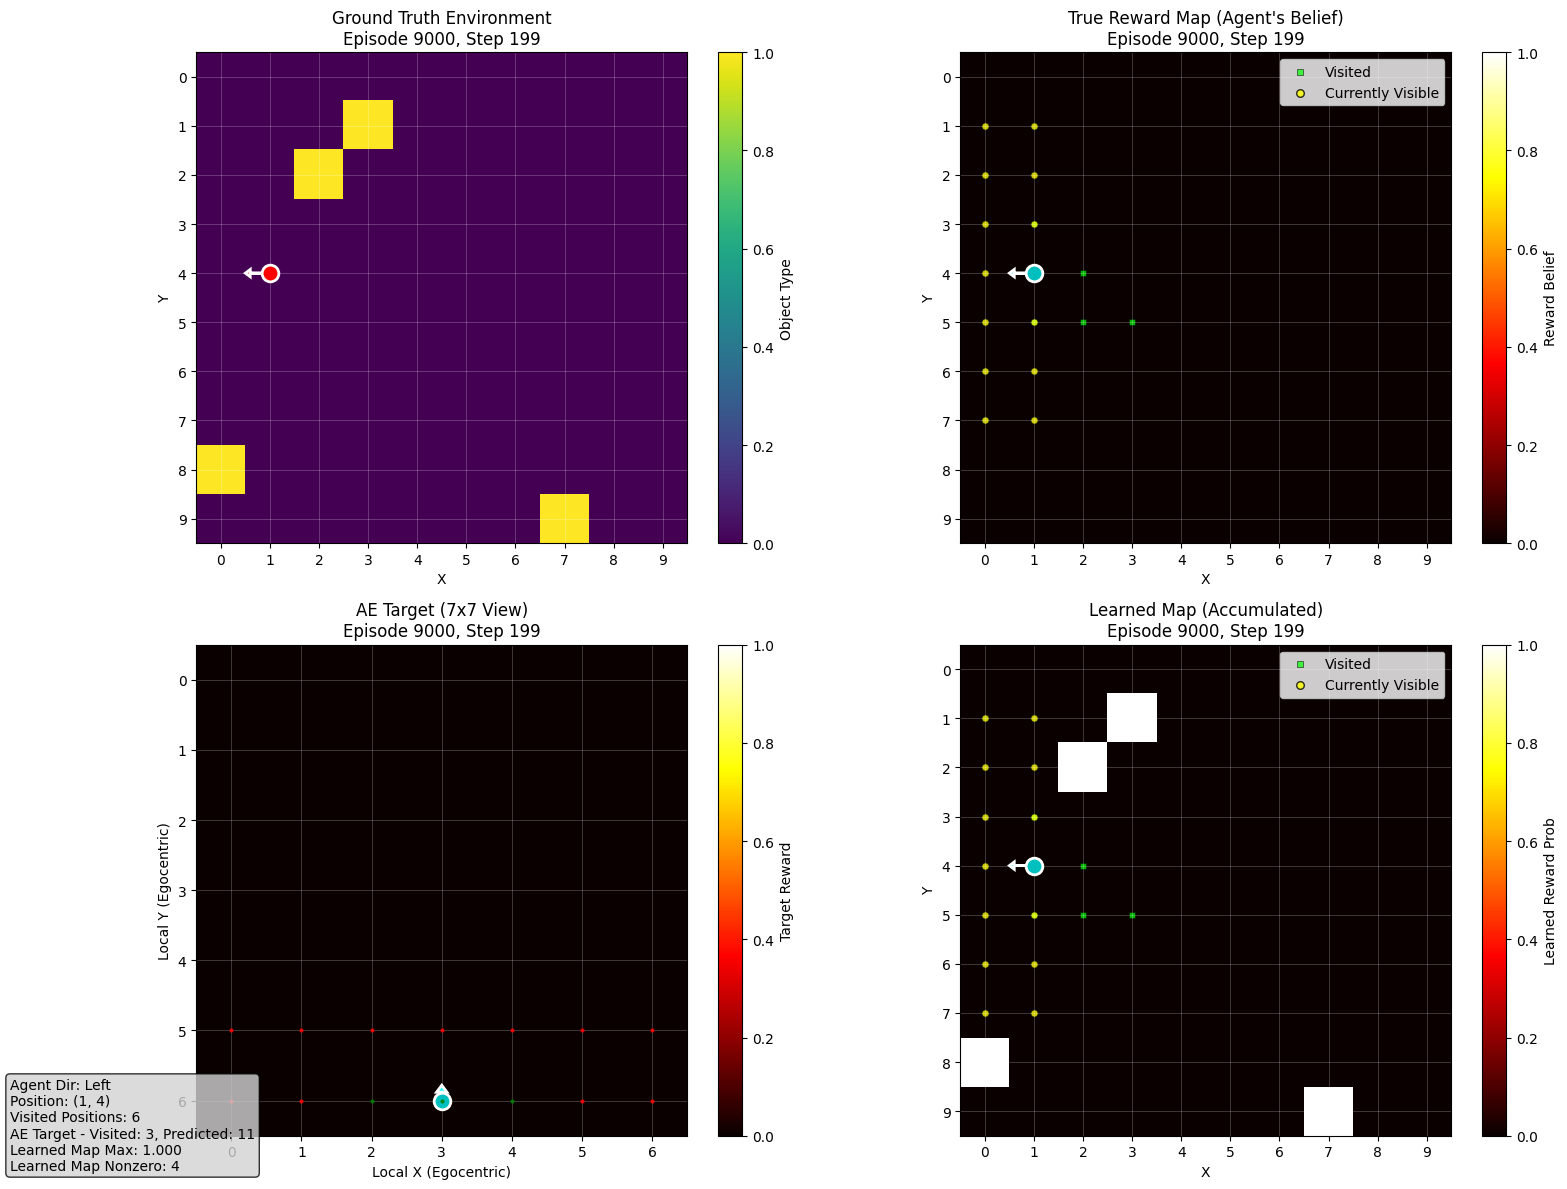 Ground Truth Environment
Episode 9000, Step 199
0
1
2
3
4
5
6
7
8
9
Y
0 1 2 3 4 5 6 7 8 9
X
1.0
0.8
0.6
0.4
0.2
0.0
Object Type
True Reward Map (Agent's Belief)
Episode 9000, Step 199
Visited
Currently Visible
0
1
2
3
4
5
6
7
8
9
Y
0 1 2 3 4 5 6 7 8 9
X
1.0
0.8
0.6
0.4
0.2
0.0
Reward Belief
AE Target (7x7 View)
Episode 9000, Step 199
0
1
2
3
4
5
6
Local Y (Egocentric)
0 1 2 3 4 5 6
Local X (Egocentric)
1.0
0.8
0.6
0.4
0.2
0.0
Target Reward
Agent Dir: Left
Position: (1, 4)
Visited Positions: 6
AE Target - Visited: 3, Predicted: 11
Learned Map Max: 1.000
Learned Map Nonzero: 4
Learned Map (Accumulated)
Episode 9000, Step 199
Visited
Currently Visible
0
1
2
3
4
5
6
7
8
9
Y
0 1 2 3 4 5 6 7 8 9
X
1.0
0.8
0.6
0.4
0.2
0.0
Learned Reward Prob